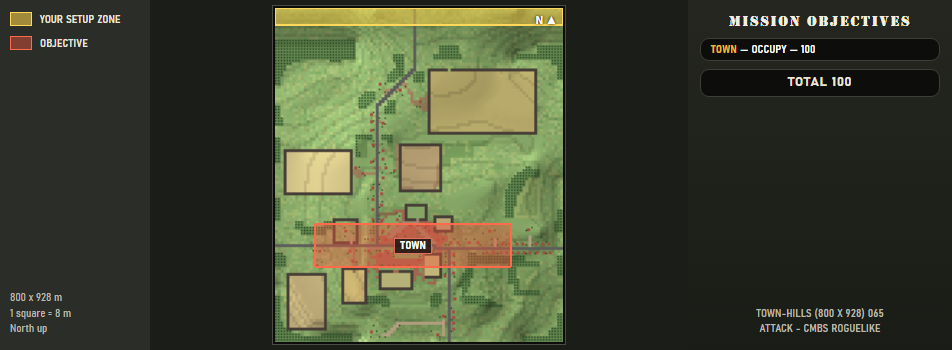 YOUR SETUP ZONE
OBJECTIVE
800 x 928 m
1 square = 8 m
North up
N ▲
TOWN
MISSION OBJECTIVES
TOWN — OCCUPY — 100
TOTAL 100
TOWN-HILLS (800 X 928) 065
ATTACK - CMBS ROGUELIKE